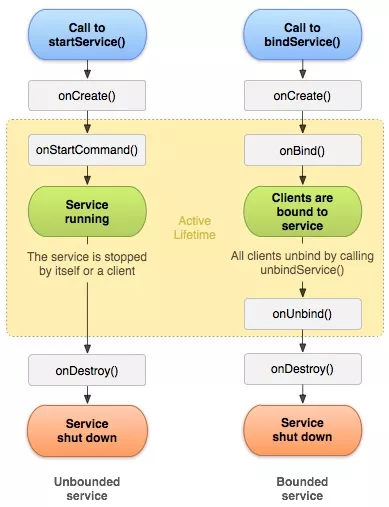 Call to
startService()
onCreate()
onStartCommand()
Service
running
The service is stopped
by itself or a client
onDestroy()
Service
shut down
Unbounded
service
Active
Lifetime
Call to
bindService()
onCreate()
onBind()
Clients are
bound to
service
All clients unbind by calling
unbindService()
onUnbind()
onDestroy()
Service
shut down
Bounded
service